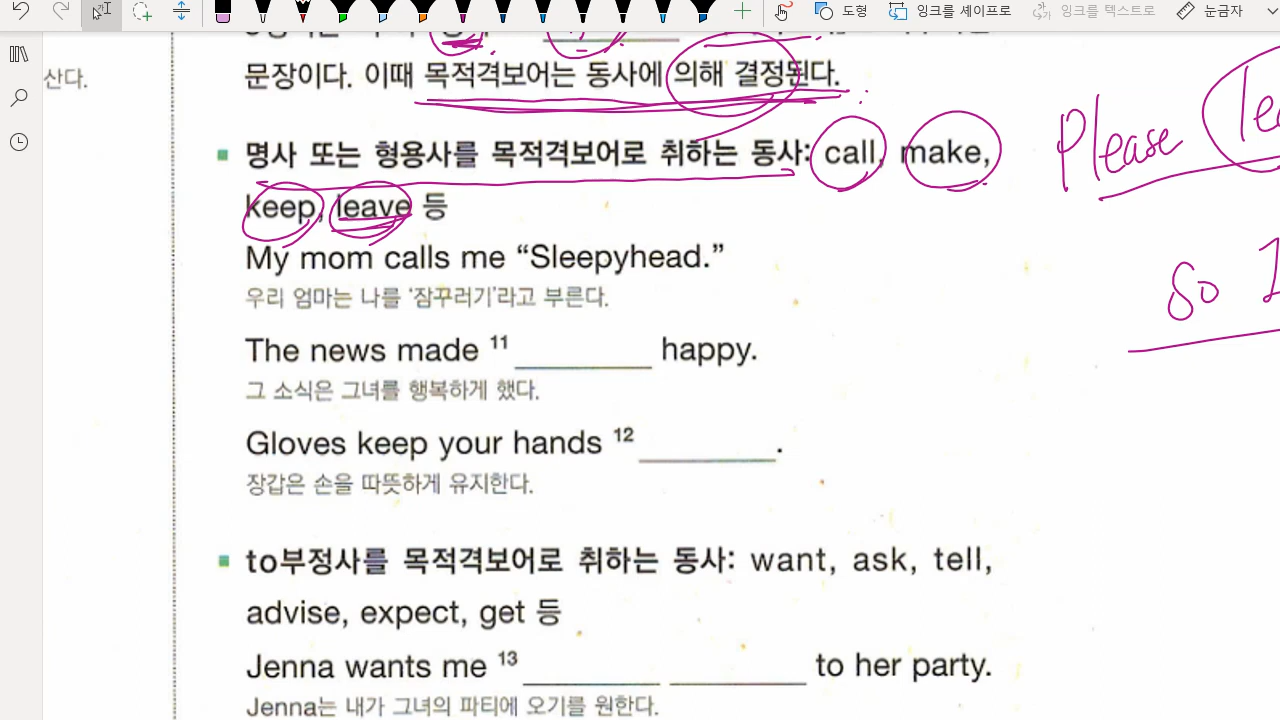 도형
잉크를 셰이프로
잉크를 텍스트로
눈금자
산다.
문장이다. 이때 목적격보어는 동사에 의해 결정된다.
명사 또는 형용사를 목적격보어로 취하는 동사: call, make,
keep, leave 등
My mom calls me “Sleepyhead.”
우리 엄마는 나를 ‘잠꾸러기’라고 부른다.
The news made 11 ________ happy.
그 소식은 그녀를 행복하게 했다.
Gloves keep your hands 12 ________.
장갑은 손을 따뜻하게 유지한다.
to부정사를 목적격보어로 취하는 동사: want, ask, tell,
advise, expect, get 등
Jenna wants me 13 ________ ________ to her party.
Jenna는 내가 그녀의 파티에 오기를 원한다.
Please
So I